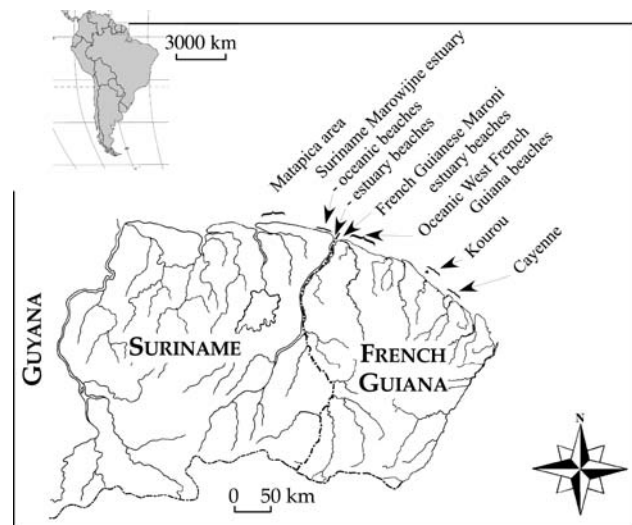 3000 km
Matapica area
Suriname Marowijne estuary
- oceanic beaches
- estuary beaches
French Guianese Maroni
estuary beaches
Oceanic West French
Guiana beaches
Kourou
Cayenne
GUYANA
SURINAME
FRENCH
GUIANA
N
0 50 km